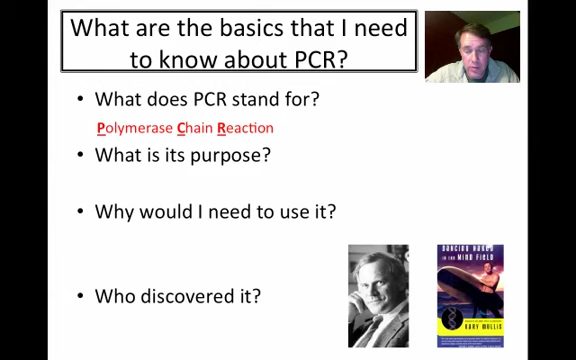 What are the basics that I need
to know about PCR?
• What does PCR stand for?
Polymerase Chain Reaction
• What is its purpose?
• Why would I need to use it?
• Who discovered it?
DANCING NAKED
IN THE MIND FIELD
KARY MULLIS